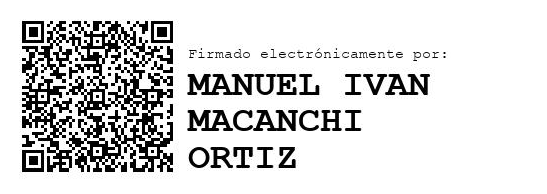 Firmado electrónicamente por:
MANUEL IVAN
MACANCHI
ORTIZ